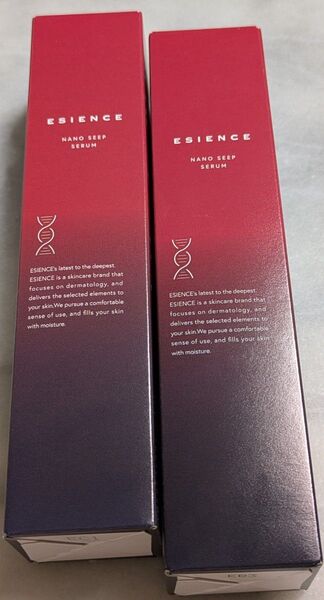 ESIENCE
NANO SEEP
SERUM
ESIENCE's latest to the deepest.
ESIENCE is a skincare brand that
focuses on dermatology, and
delivers the selected elements to
your skin.We pursue a comfortable
sense of use, and fills your skin
with moisture.
ESIENCE
NANO SEEP
SERUM
ESIENCE's latest to the deepest.
ESIENCE is a skincare brand that
focuses on dermatology, and
delivers the selected elements to
your skin.We pursue a comfortable
sense of use, and fills your skin
with moisture.